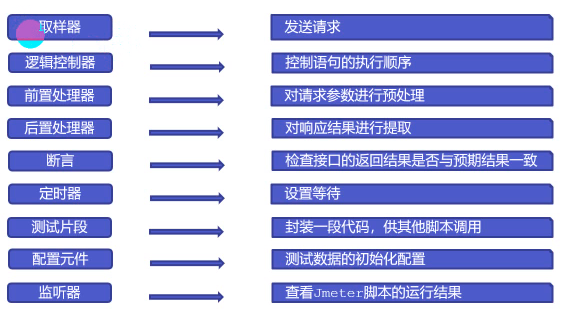 取样器 发送请求
逻辑控制器 控制语句的执行顺序
前置处理器 对请求参数进行预处理
后置处理器 对响应结果进行提取
断言 检查接口的返回结果是否与预期结果一致
定时器 设置等待
测试片段 封装一段代码，供其他脚本调用
配置元件 测试数据的初始化配置
监听器 查看Jmeter脚本的运行结果